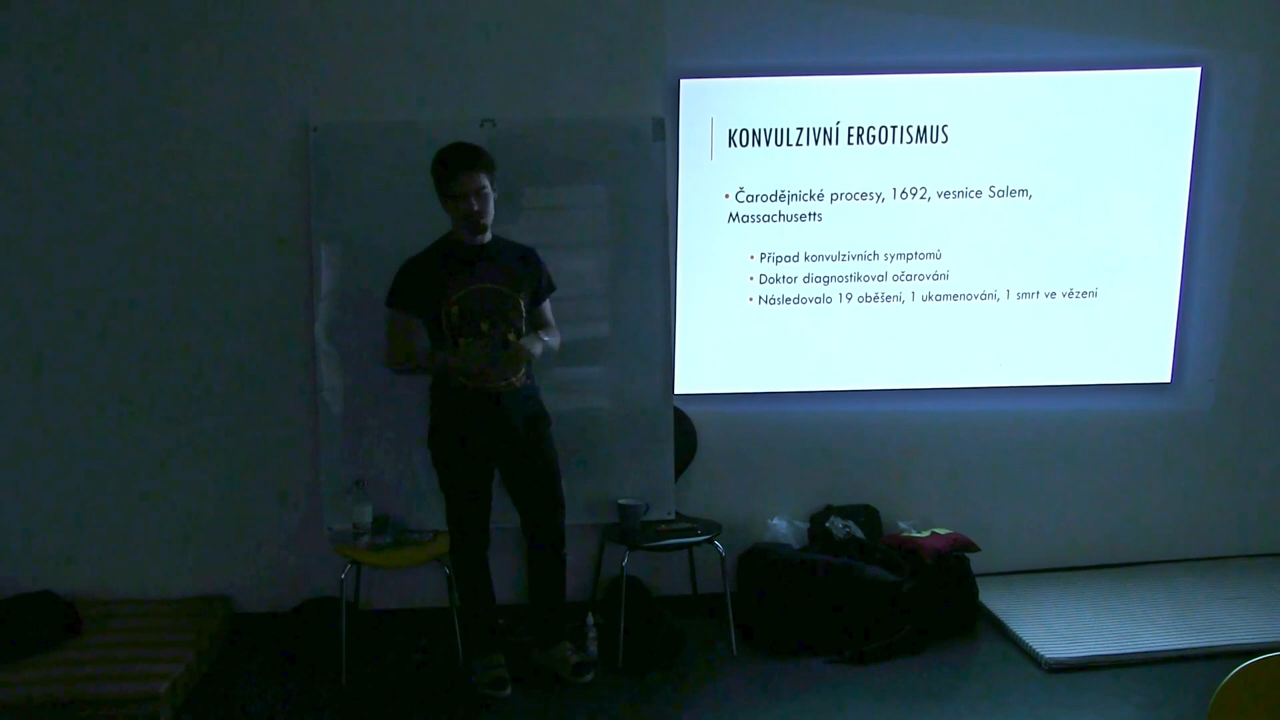 KONVULZIVNÍ ERGOTISMUS
• Čarodějnické procesy, 1692, vesnice Salem,
Massachusetts
• Případ konvulzivních symptomů
• Doktor diagnostikoval očarování
• Následovalo 19 oběšení, 1 ukamenování, 1 smrt ve vězení